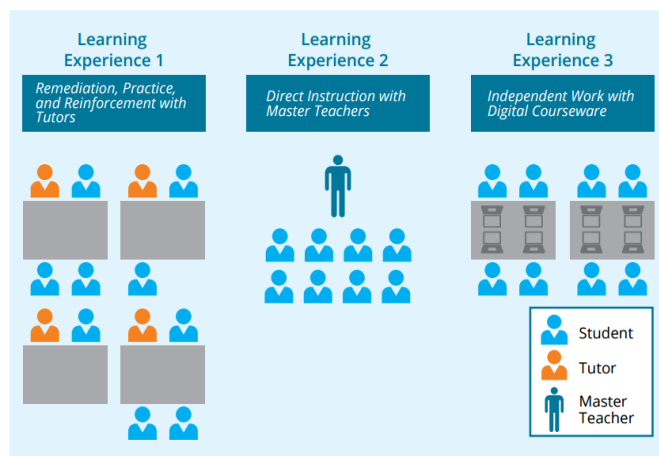 Learning
Experience 1
Remediation, Practice,
and Reinforcement with
Tutors
Learning
Experience 2
Direct Instruction with
Master Teachers
Learning
Experience 3
Independent Work with
Digital Courseware
Student
Tutor
Master
Teacher